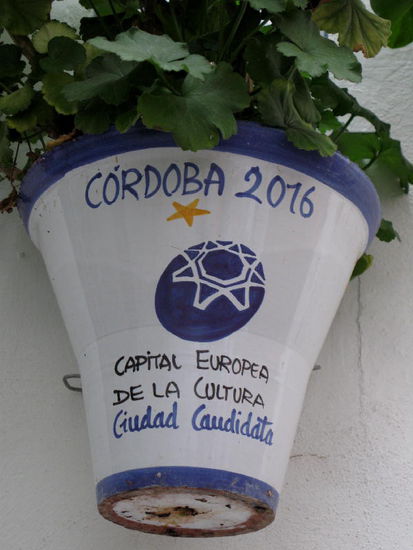 CÓRDOBA 2016
CAPITAL EUROPEA
DE LA CULTURA
Ciudad Candidata